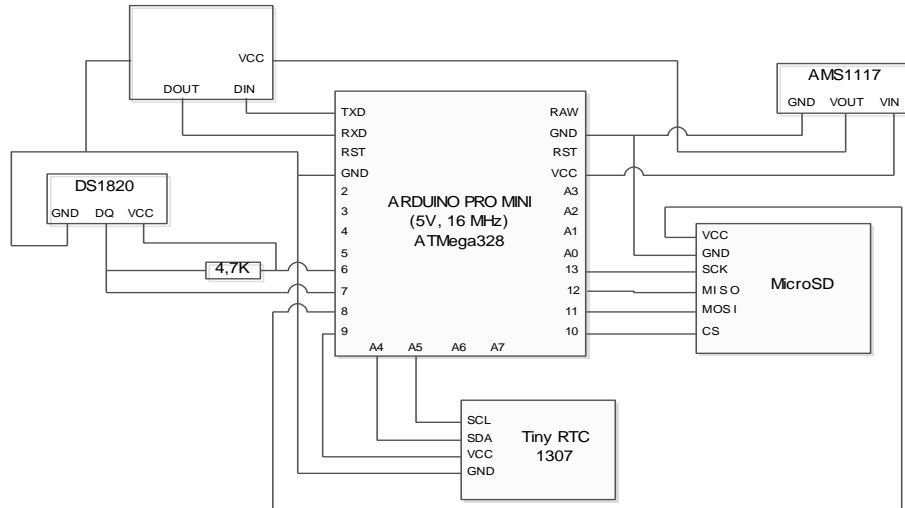 VCC
DOUT DIN
AMS1117
GND VOUT VIN
DS1820
GND DQ VCC
4,7K
TXD
RXD
RST
GND
2
3
4
5
6
7
8
9
ARDUINO PRO MINI
(5V, 16 MHz)
ATMega328
RAW
GND
RST
VCC
A3
A2
A1
A0
13
12
11
10
A4 A5 A6 A7
VCC
GND
SCK
MISO
MOSI
CS
MicroSD
SCL
SDA
VCC
GND
Tiny RTC
1307